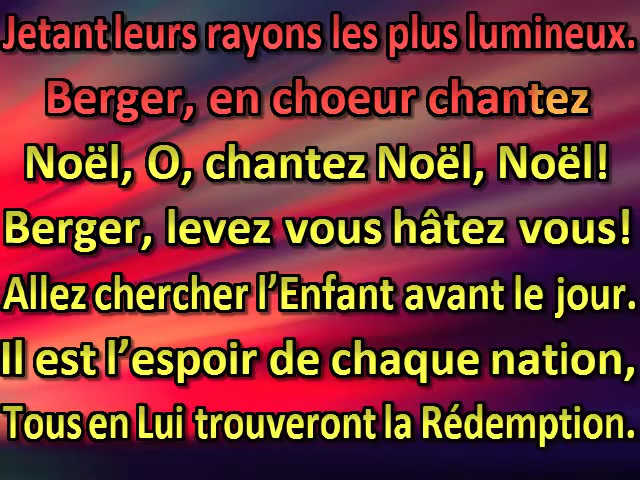 Jetant leurs rayons les plus lumineux.
Berger, en choeur chantez
Noël, O, chantez Noël, Noël!
Berger, levez vous hâtez vous!
Allez chercher l’Enfant avant le jour.
Il est l’espoir de chaque nation,
Tous en Lui trouveront la Rédemption.